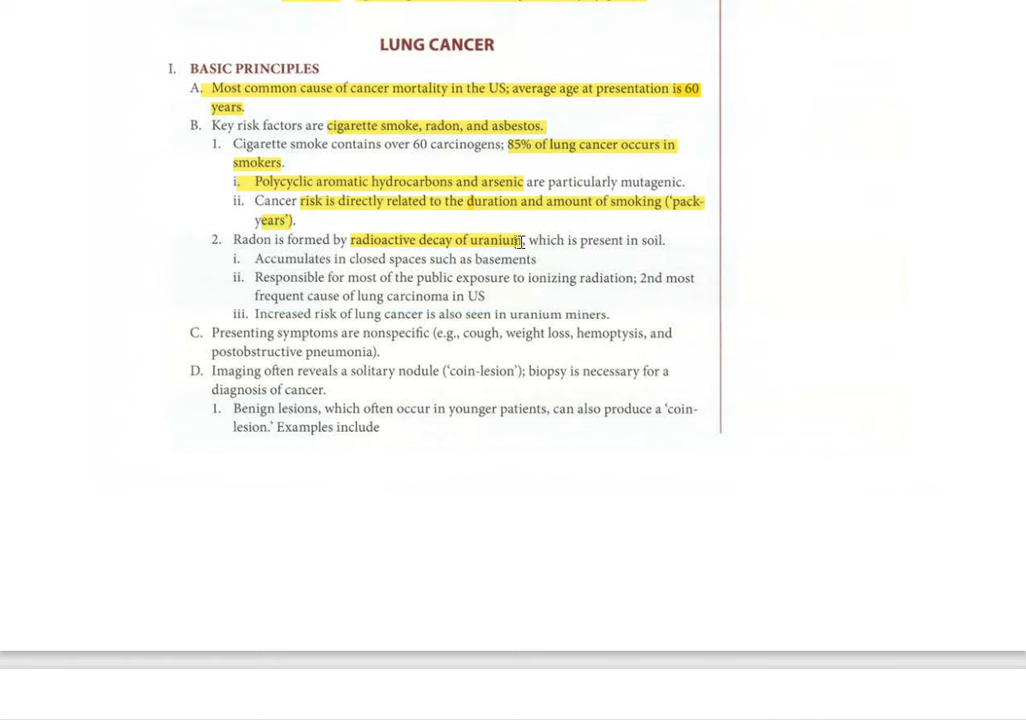 LUNG CANCER
I. BASIC PRINCIPLES
A. Most common cause of cancer mortality in the US; average age at presentation is 60
years.
B. Key risk factors are cigarette smoke, radon, and asbestos.
1. Cigarette smoke contains over 60 carcinogens; 85% of lung cancer occurs in
smokers.
i. Polycyclic aromatic hydrocarbons and arsenic are particularly mutagenic.
ii. Cancer risk is directly related to the duration and amount of smoking (‘pack-
years’).
2. Radon is formed by radioactive decay of uranium, which is present in soil.
i. Accumulates in closed spaces such as basements
ii. Responsible for most of the public exposure to ionizing radiation; 2nd most
frequent cause of lung carcinoma in US
iii. Increased risk of lung cancer is also seen in uranium miners.
C. Presenting symptoms are nonspecific (e.g., cough, weight loss, hemoptysis, and
postobstructive pneumonia).
D. Imaging often reveals a solitary nodule (‘coin-lesion’); biopsy is necessary for a
diagnosis of cancer.
1. Benign lesions, which often occur in younger patients, can also produce a ‘coin-
lesion.’ Examples include